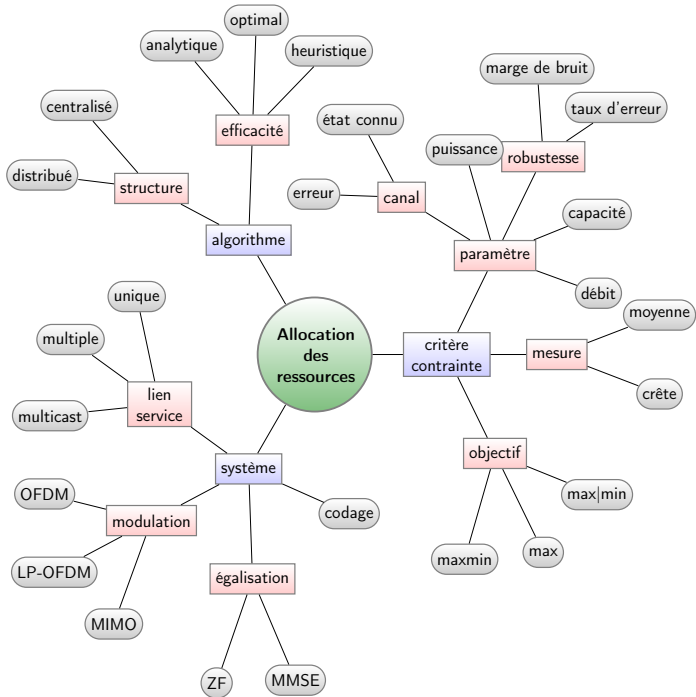 optimal
analytique
heuristique
marge de bruit
centralisé
taux d'erreur
état connu
efficacité
puissance
robustesse
distribué
structure
erreur
canal
capacité
algorithme
paramètre
débit
unique
moyenne
multiple
Allocation
des
ressources
critère
contrainte
mesure
crête
lien
service
multicast
objectif
système
OFDM
max|min
modulation
codage
maxmin
max
LP-OFDM
égalisation
MIMO
ZF
MMSE